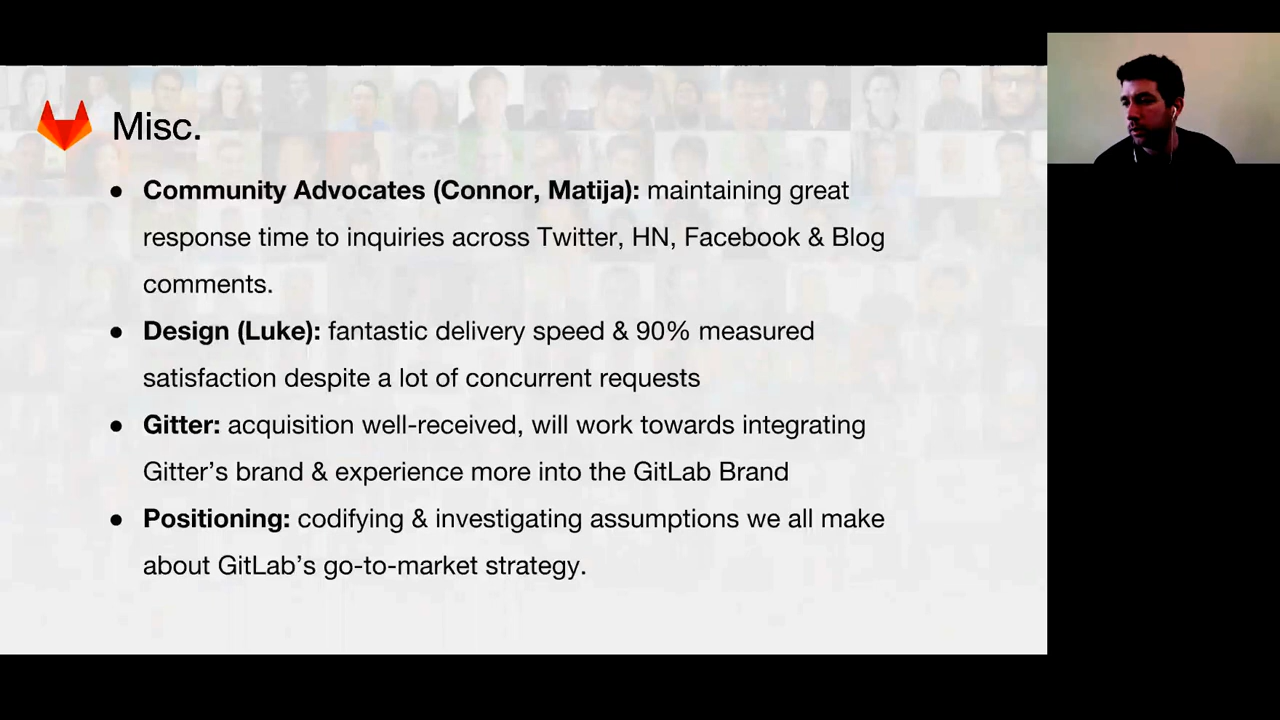 Misc.
● Community Advocates (Connor, Matija): maintaining great
response time to inquiries across Twitter, HN, Facebook & Blog
comments.
● Design (Luke): fantastic delivery speed & 90% measured
satisfaction despite a lot of concurrent requests
● Gitter: acquisition well-received, will work towards integrating
Gitter’s brand & experience more into the GitLab Brand
● Positioning: codifying & investigating assumptions we all make
about GitLab’s go-to-market strategy.